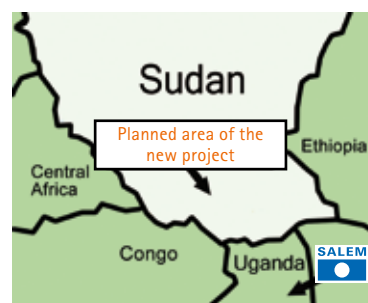 Sudan
Planned area of the
new project
Ethiopia
Central
Africa
Congo
Uganda
SALEM